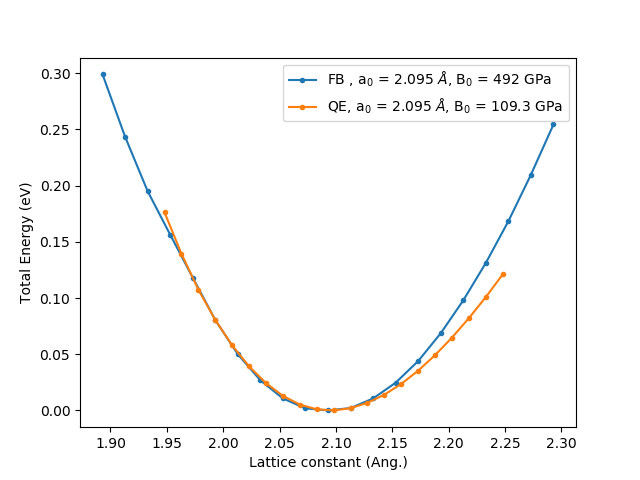 FB , a₀ = 2.095 Å, B₀ = 492 GPa
QE, a₀ = 2.095 Å, B₀ = 109.3 GPa
Total Energy (eV)
0.30
0.25
0.20
0.15
0.10
0.05
0.00
1.90 1.95 2.00 2.05 2.10 2.15 2.20 2.25 2.30
Lattice constant (Ang.)